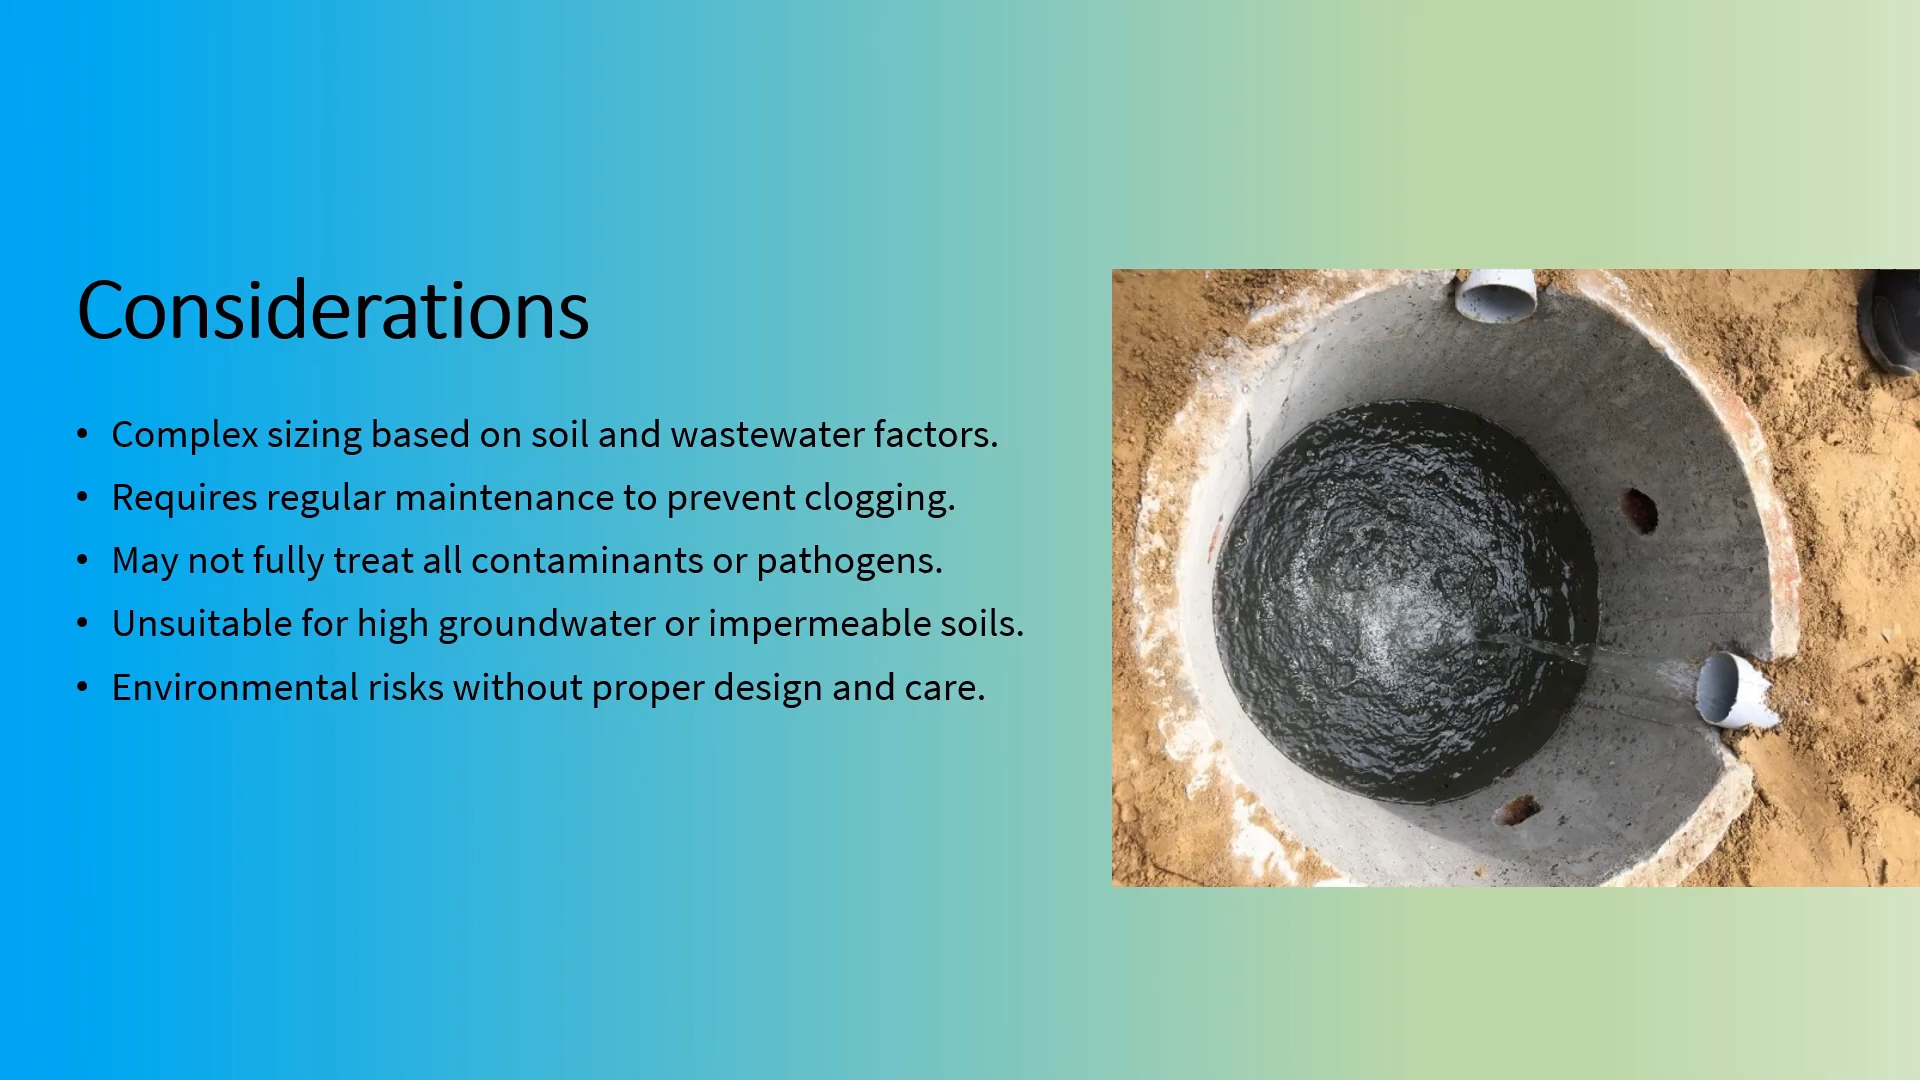 Considerations
• Complex sizing based on soil and wastewater factors.
• Requires regular maintenance to prevent clogging.
• May not fully treat all contaminants or pathogens.
• Unsuitable for high groundwater or impermeable soils.
• Environmental risks without proper design and care.